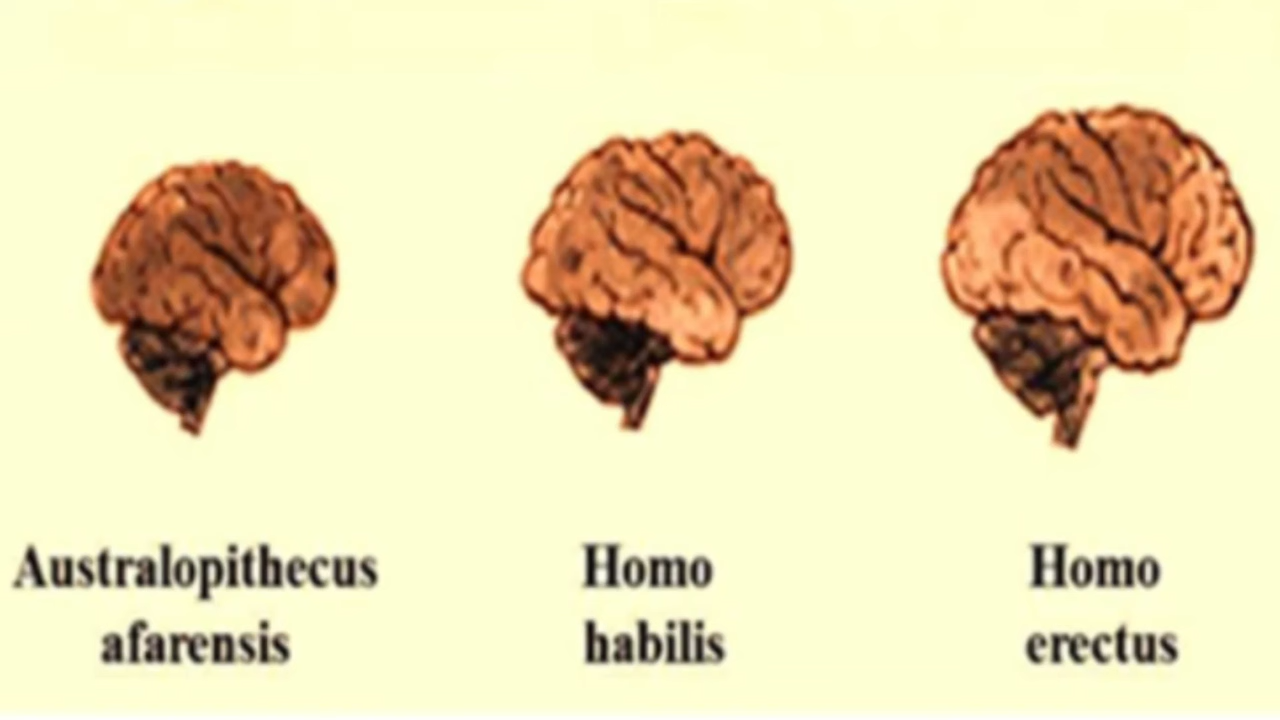 Australopithecus
afarensis
Homo
habilis
Homo
erectus